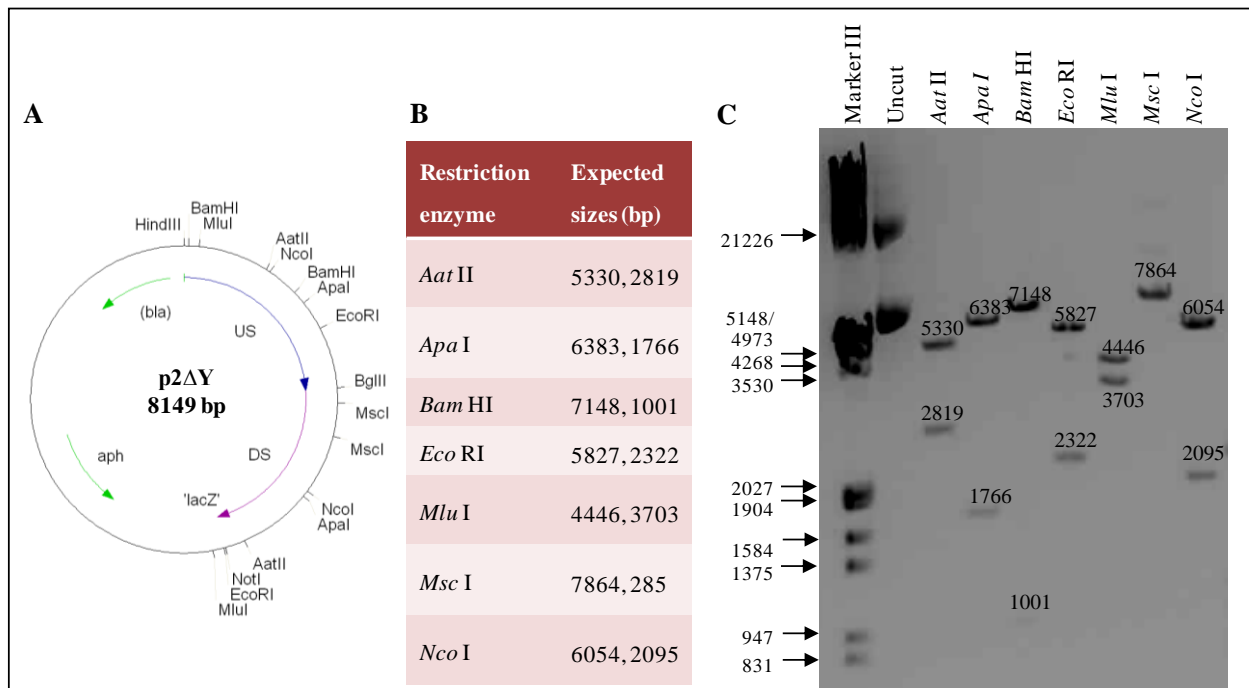 A
HindIII
BamHI
MluI
AatII
NcoI
BamHI
ApaI
EcoRI
BglII
MscI
MscI
NcoI
ApaI
AatII
NotI
EcoRI
MluI
(bla)
US
p2ΔY
8149 bp
aph
DS
'lacZ'
B
Restriction enzyme Expected sizes (bp)
Aat II 5330, 2819
Apa I 6383, 1766
Bam HI 7148, 1001
Eco RI 5827, 2322
Mlu I 4446, 3703
Msc I 7864, 285
Nco I 6054, 2095
C
Marker III
Uncut
Aat II
Apa I
Bam HI
Eco RI
Mlu I
Msc I
Nco I
21226
5148/
4973
4268
3530
2027
1904
1584
1375
947
831
5330
2819
6383
1766
7148
1001
5827
2322
4446
3703
7864
6054
2095